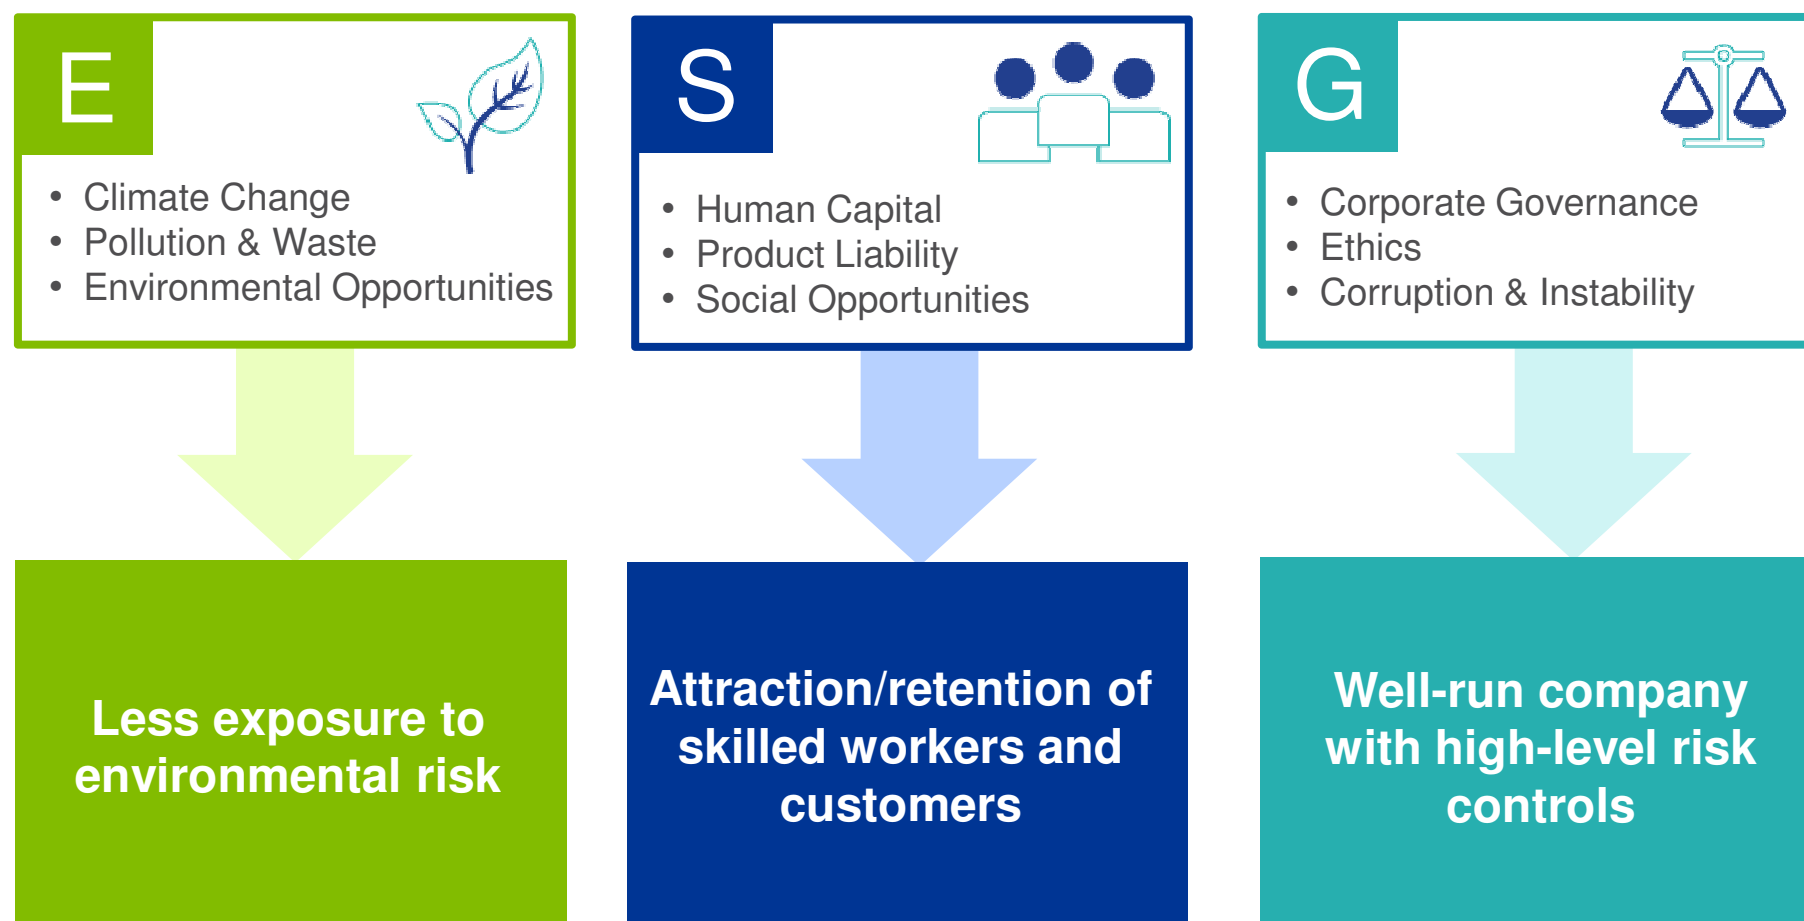 E
• Climate Change
• Pollution & Waste
• Environmental Opportunities
Less exposure to
environmental risk
S
• Human Capital
• Product Liability
• Social Opportunities
Attraction/retention of
skilled workers and
customers
G
• Corporate Governance
• Ethics
• Corruption & Instability
Well-run company
with high-level risk
controls